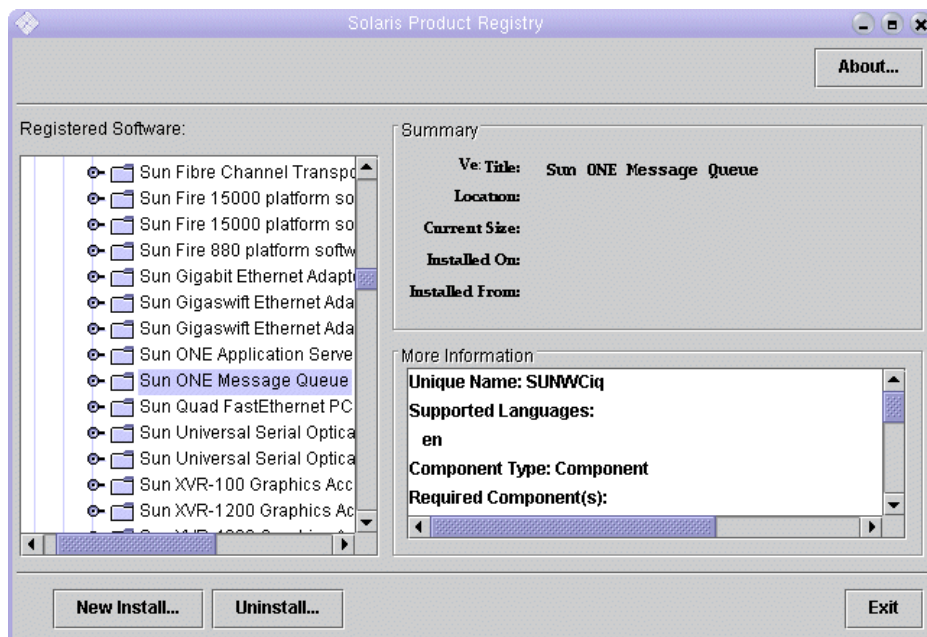 Solaris Product Registry
About...
Registered Software:
Sun Fibre Channel Transpo
Sun Fire 15000 platform so
Sun Fire 15000 platform so
Sun Fire 880 platform softw
Sun Gigabit Ethernet Adapt
Sun Gigaswift Ethernet Ada
Sun Gigaswift Ethernet Ada
Sun ONE Application Serve
Sun ONE Message Queue
Sun Quad FastEthernet PC
Sun Universal Serial Optica
Sun Universal Serial Optica
Sun XVR-100 Graphics Acc
Sun XVR-1200 Graphics Ac
Summary
Ve: Title: Sun ONE Message Queue
Location:
Current Size:
Installed On:
Installed From:
More Information
Unique Name: SUNWCiq
Supported Languages:
en
Component Type: Component
Required Component(s):
New Install...
Uninstall...
Exit